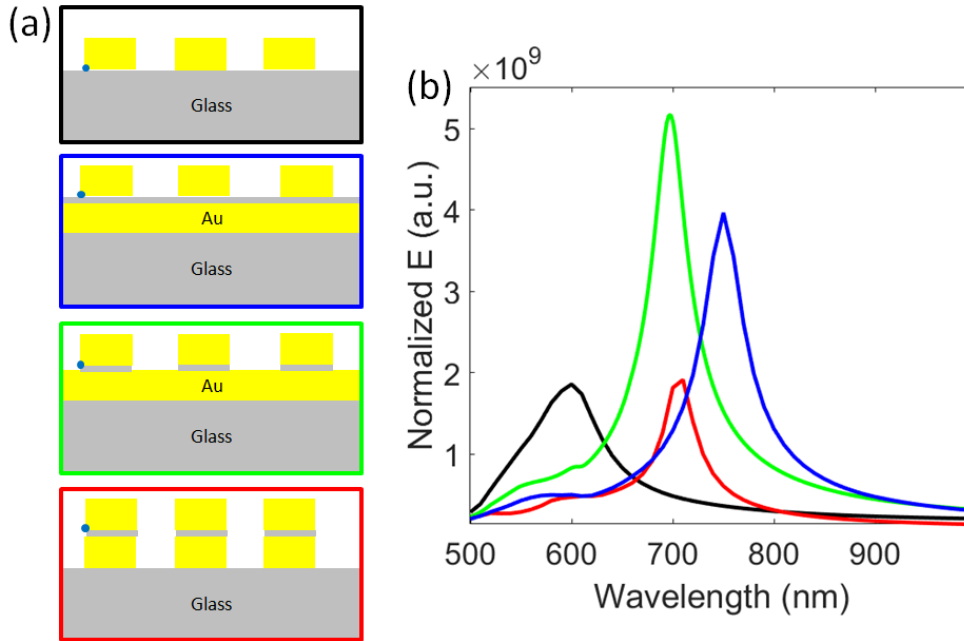 (a)
Glass
Au
Glass
Au
Glass
Glass
(b)
×10⁹
Normalized E (a.u.)
5
4
3
2
1
500 600 700 800 900
Wavelength (nm)